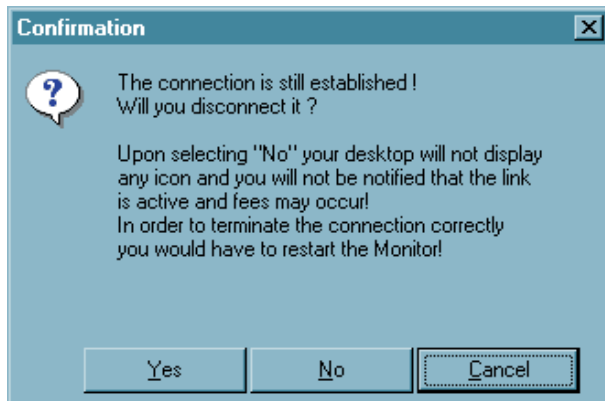 Confirmation
The connection is still established !
Will you disconnect it ?
Upon selecting "No" your desktop will not display
any icon and you will not be notified that the link
is active and fees may occur!
In order to terminate the connection correctly
you would have to restart the Monitor!
Yes
No
Cancel